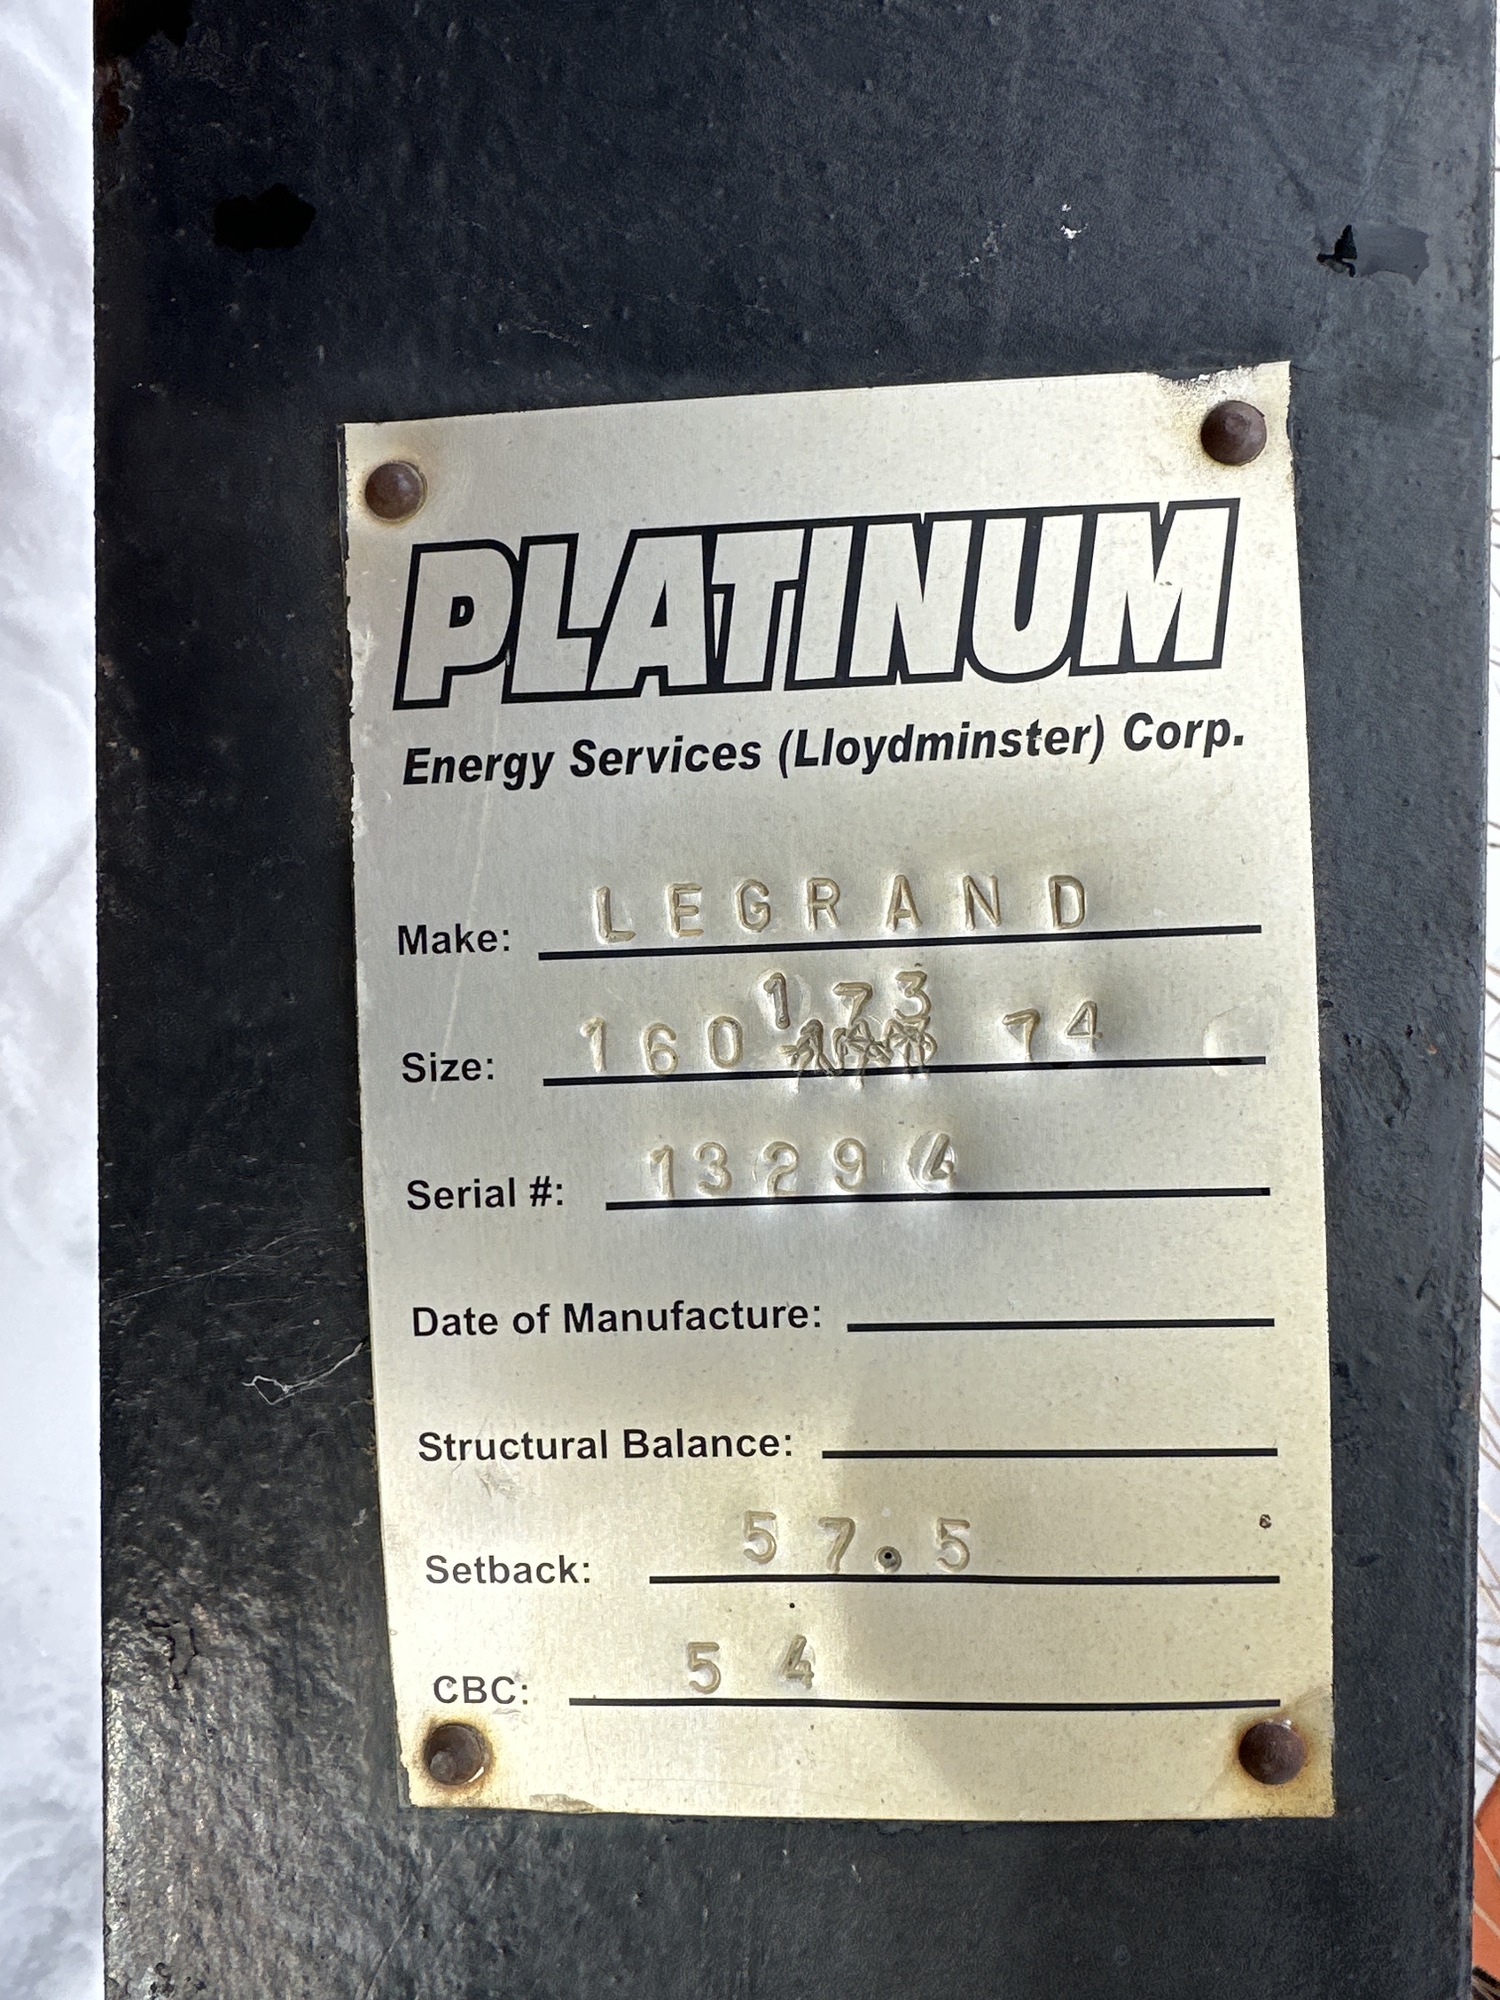 PLATINUM
Energy Services (Lloydminster) Corp.
Make: LEGRAND
Size: 160 173 74
Serial #: 13294
Date of Manufacture:
Structural Balance:
Setback: 57.5
CBC: 54